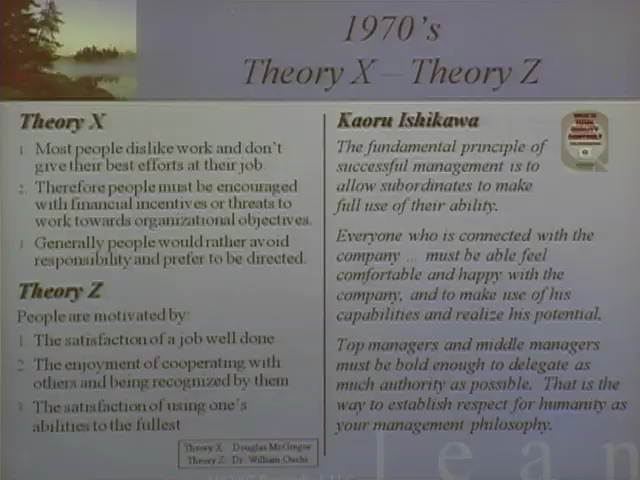 1970's
Theory X – Theory Z
Theory X
1. Most people dislike work and don't
give their best efforts at their job.
2. Therefore people must be encouraged
with financial incentives or threats to
work towards organizational objectives.
3. Generally people would rather avoid
responsibility and prefer to be directed.
Theory Z
People are motivated by:
1. The satisfaction of a job well done
2. The enjoyment of cooperating with
others and being recognized by them
3. The satisfaction of using one's
abilities to the fullest
Theory X: Douglas McGregor
Theory Z: Dr. William Ouchi
Kaoru Ishikawa
WHAT IS
TOTAL
QUALITY
CONTROL?
The fundamental principle of
successful management is to
allow subordinates to make
full use of their ability.
Everyone who is connected with the
company ... must be able feel
comfortable and happy with the
company, and to make use of his
capabilities and realize his potential.
Top managers and middle managers
must be bold enough to delegate as
much authority as possible. That is the
way to establish respect for humanity as
your management philosophy.
lean